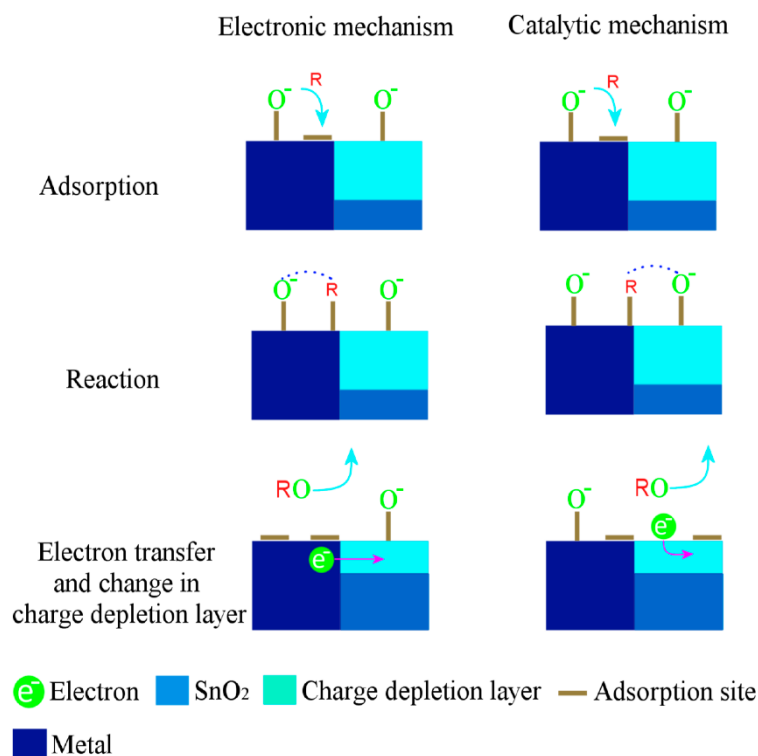 Electronic mechanism
Catalytic mechanism
R
O⁻
O⁻
R
O⁻
O⁻
Adsorption
O⁻
R
O⁻
O⁻
R
O⁻
Reaction
RO
O⁻
O⁻
RO
e⁻
Electron transfer
and change in
charge depletion layer
e⁻
e⁻ Electron
SnO₂
Charge depletion layer
Adsorption site
Metal